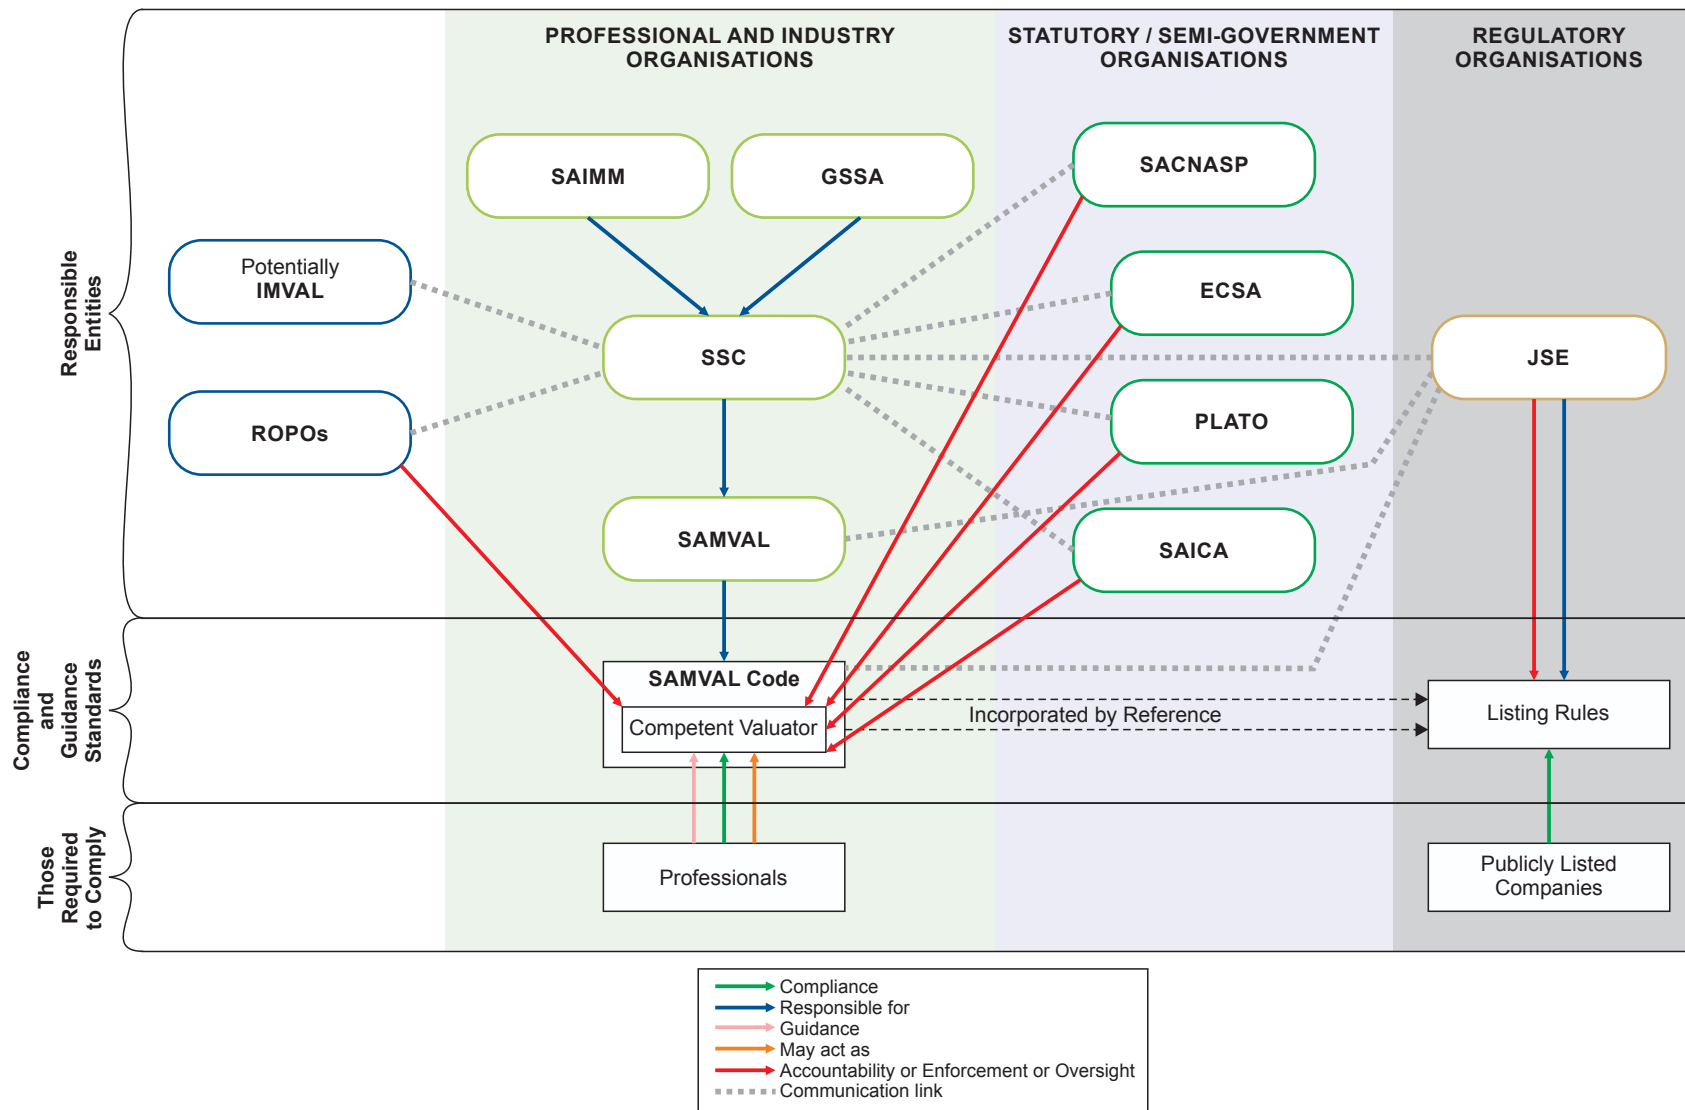 PROFESSIONAL AND INDUSTRY
ORGANISATIONS
STATUTORY / SEMI-GOVERNMENT
ORGANISATIONS
REGULATORY
ORGANISATIONS
Responsible
Entities
SAIMM
GSSA
SACNASP
Potentially
IMVAL
ECSA
SSC
JSE
ROPOs
PLATO
SAMVAL
SAICA
Compliance
and
Guidance
Standards
SAMVAL Code
Competent Valuator
Incorporated by Reference
Listing Rules
Those
Required
to Comply
Professionals
Publicly Listed
Companies
Compliance
Responsible for
Guidance
May act as
Accountability or Enforcement or Oversight
Communication link